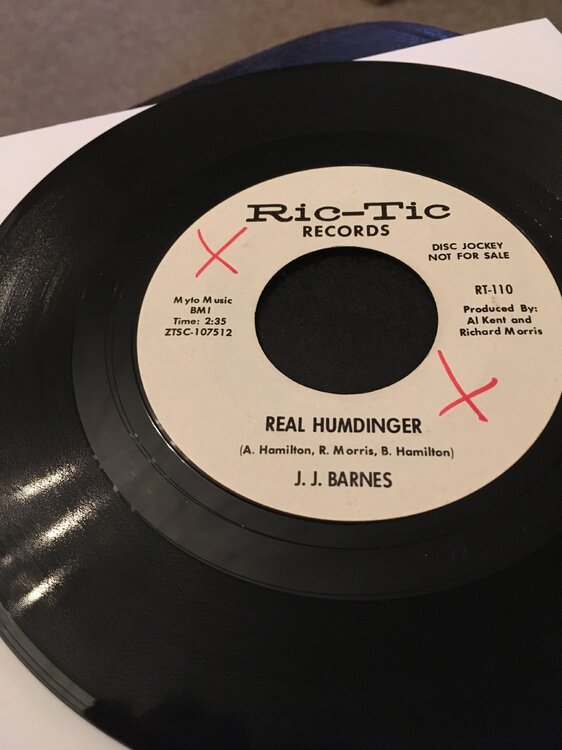 Ric-Tic
RECORDS
DISC JOCKEY
NOT FOR SALE
Myto Music
BMI
Time: 2:35
ZTSC-107512
RT-110
Produced By:
Al Kent and
Richard Morris
REAL HUMDINGER
(A. Hamilton, R. Morris, B. Hamilton)
J. J. BARNES